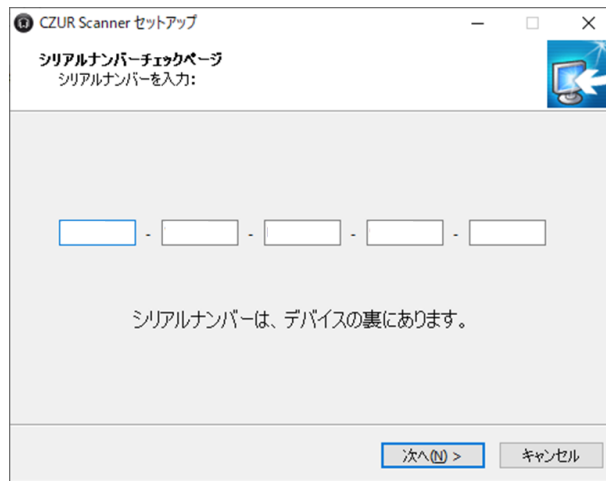 CZUR Scanner セットアップ
シリアルナンバーチェックページ
シリアルナンバーを入力:
- - - -
シリアルナンバーは、デバイスの裏にあります。
次へ(N) > キャンセル